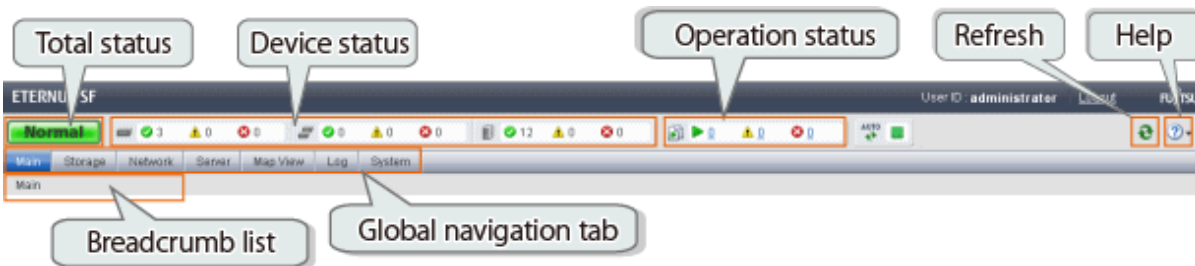 Total status Device status Operation status Refresh Help
ETERNUS SF User ID : administrator Logout FUJITSU
Normal 3 0 0 0 0 0 12 0 0 0 0 0 AUTO
Main Storage Network Server Map View Log System
Main
Breadcrumb list Global navigation tab